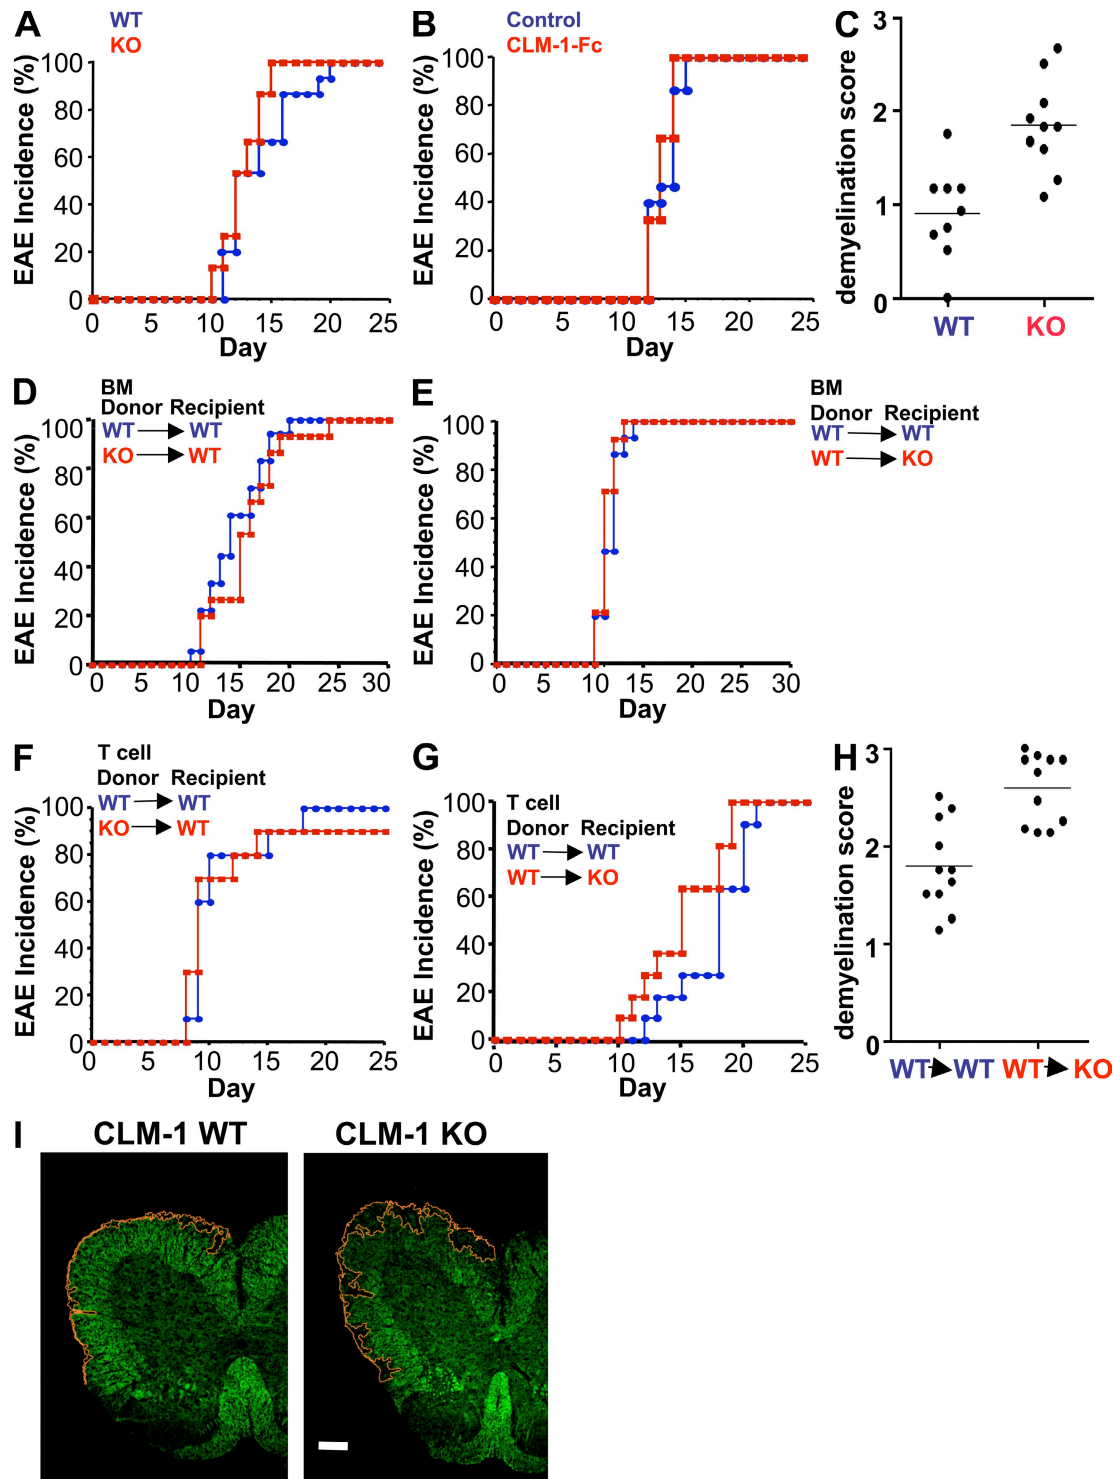 A
WT
KO
EAE Incidence (%)
100
80
60
40
20
0
0 5 10 15 20 25
Day
B
Control
CLM-1-Fc
EAE Incidence (%)
100
80
60
40
20
0
0 5 10 15 20 25
Day
C
demyelination score
3
2
1
0
WT KO
D
BM
Donor Recipient
WT WT
KO WT
EAE Incidence (%)
100
80
60
40
20
0
0 5 10 15 20 25 30
Day
E
BM
Donor Recipient
WT WT
WT KO
EAE Incidence (%)
100
80
60
40
20
0
0 5 10 15 20 25 30
Day
F
T cell
Donor Recipient
WT WT
KO WT
EAE Incidence (%)
100
80
60
40
20
0
0 5 10 15 20 25
Day
G
T cell
Donor Recipient
WT WT
WT KO
EAE Incidence (%)
100
80
60
40
20
0
0 5 10 15 20 25
Day
H
demyelination score
3
2
1
0
WT WT WT KO
I
CLM-1 WT
CLM-1 KO